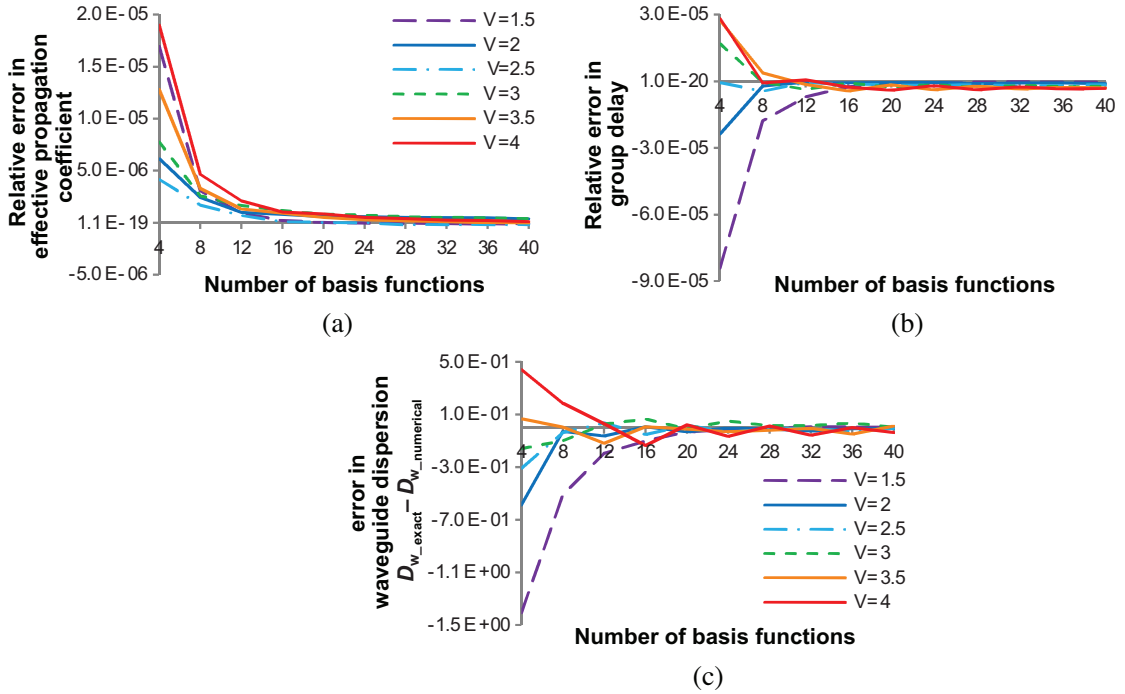 2.0 E-05
1.5 E-05
1.0 E-05
5.0 E-06
1.1 E-19
-5.0 E-06
Relative error in
effective propagation
coefficient
4 8 12 16 20 24 28 32 36 40
Number of basis functions
V=1.5
V=2
V=2.5
V=3
V=3.5
V=4
(a)
3.0 E-05
1.0 E-20
-3.0 E-05
-6.0 E-05
-9.0 E-05
Relative error in
group delay
4 8 12 16 20 24 28 32 36 40
Number of basis functions
(b)
5.0 E-01
1.0 E-01
-3.0 E-01
-7.0 E-01
-1.1 E+00
-1.5 E+00
error in
waveguide dispersion
D_w_exact − D_w_numerical
4 8 12 16 20 24 28 32 36 40
V=1.5
V=2
V=2.5
V=3
V=3.5
V=4
Number of basis functions
(c)